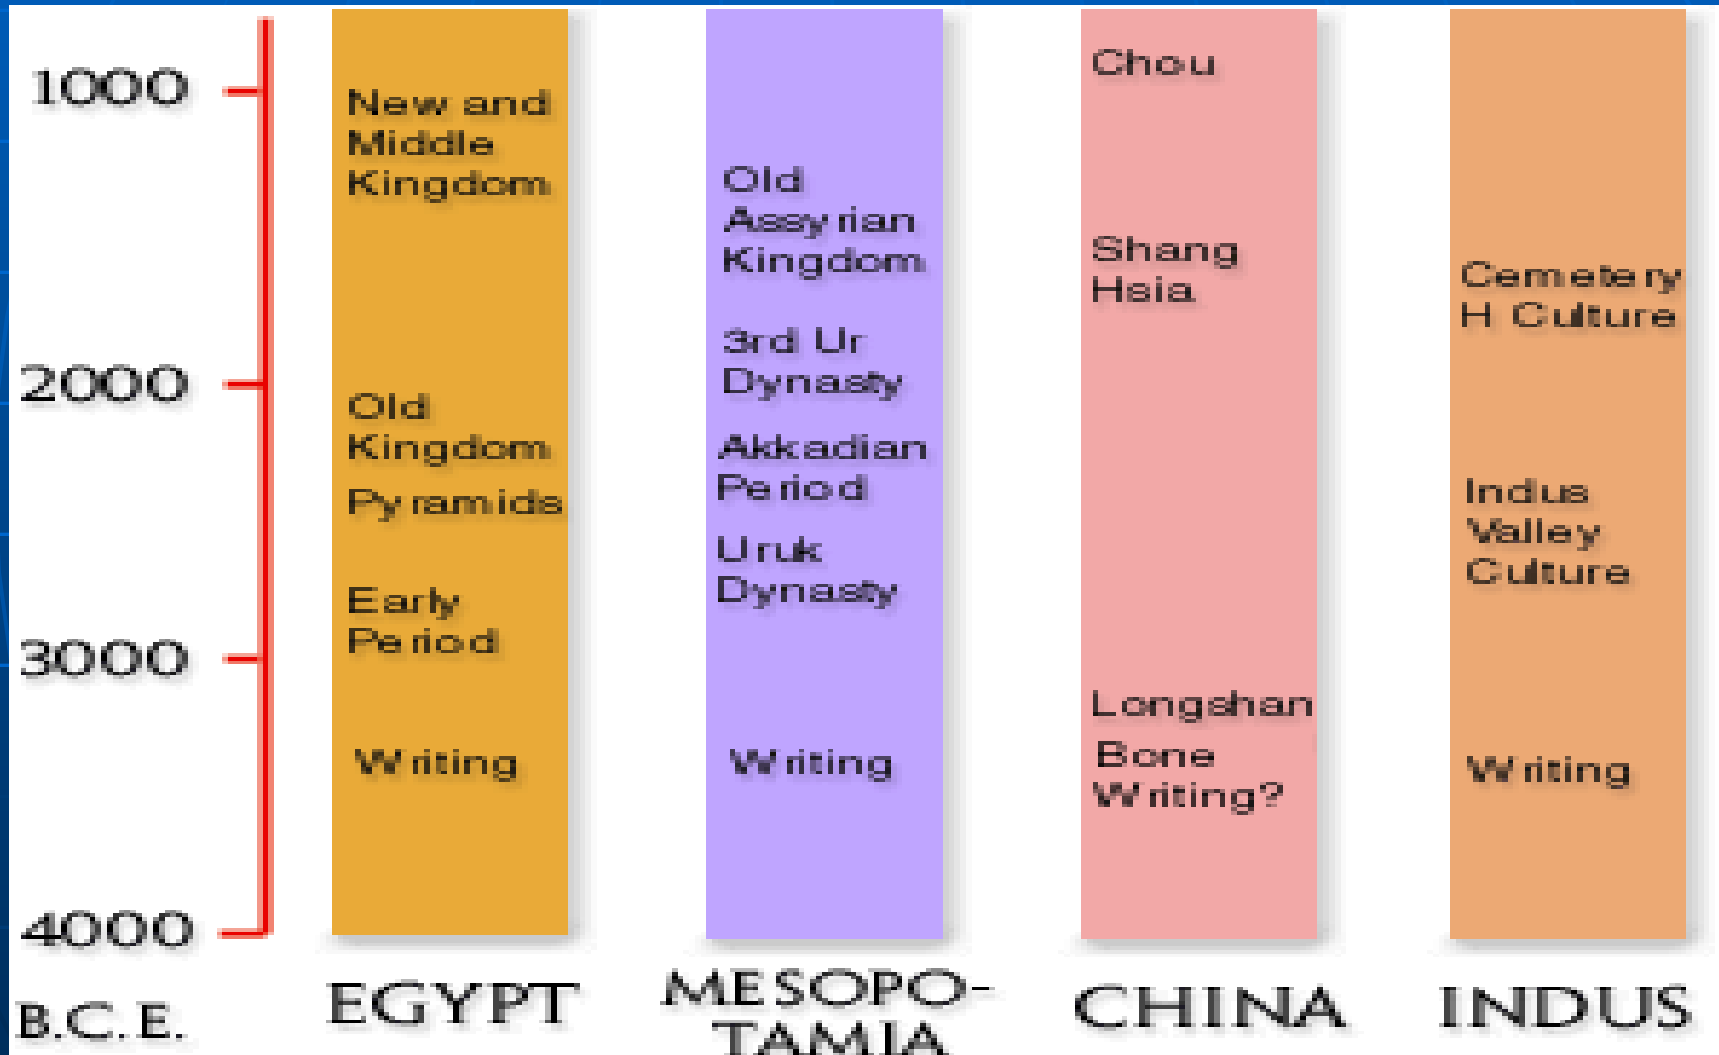 1000
2000
3000
4000
B.C.E.
New and
Middle
Kingdom
Old
Kingdom
Pyramids
Early
Period
Writing
EGYPT
Old
Assyrian
Kingdom
3rd Ur
Dynasty
Akkadian
Period
Uruk
Dynasty
Writing
MESOPO-
TAMIA
Chou
Shang
Hsia
Longshan
Bone
Writing?
CHINA
Cemetery
H Culture
Indus
Valley
Culture
Writing
INDUS